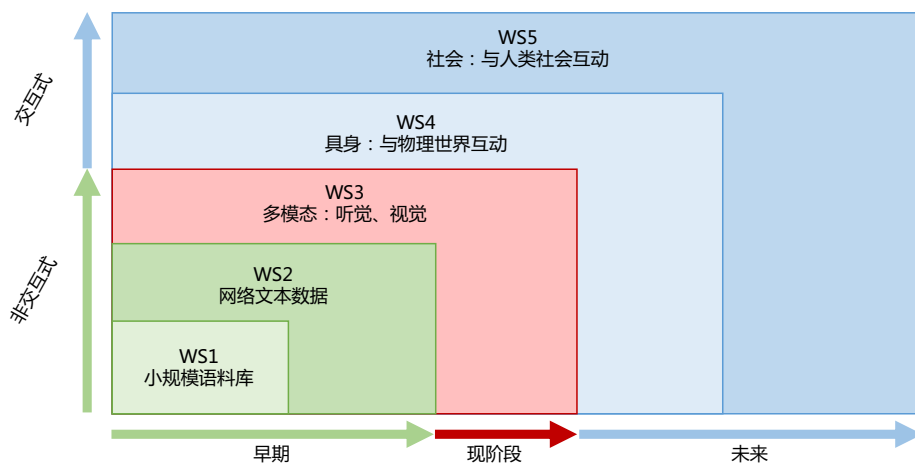 WS5
社会：与人类社会互动
WS4
具身：与物理世界互动
WS3
多模态：听觉、视觉
WS2
网络文本数据
WS1
小规模语料库
交互式
非交互式
早期
现阶段
未来